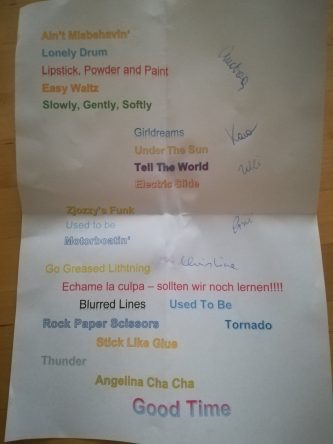 Ain't Misbehavin'
Lonely Drum
Lipstick, Powder and Paint
Easy Waltz
Slowly, Gently, Softly
Girldreams
Under The Sun
Tell The World
Electric Slide
Zjozzy's Funk
Used to be
Motorboatin'
Christine
Go Greased Lihtning
Echame la culpa – sollten wir noch lernen!!!!
Blurred Lines Used To Be
Rock Paper Scissors Tornado
Stick Like Glue
Thunder
Angelina Cha Cha
Good Time